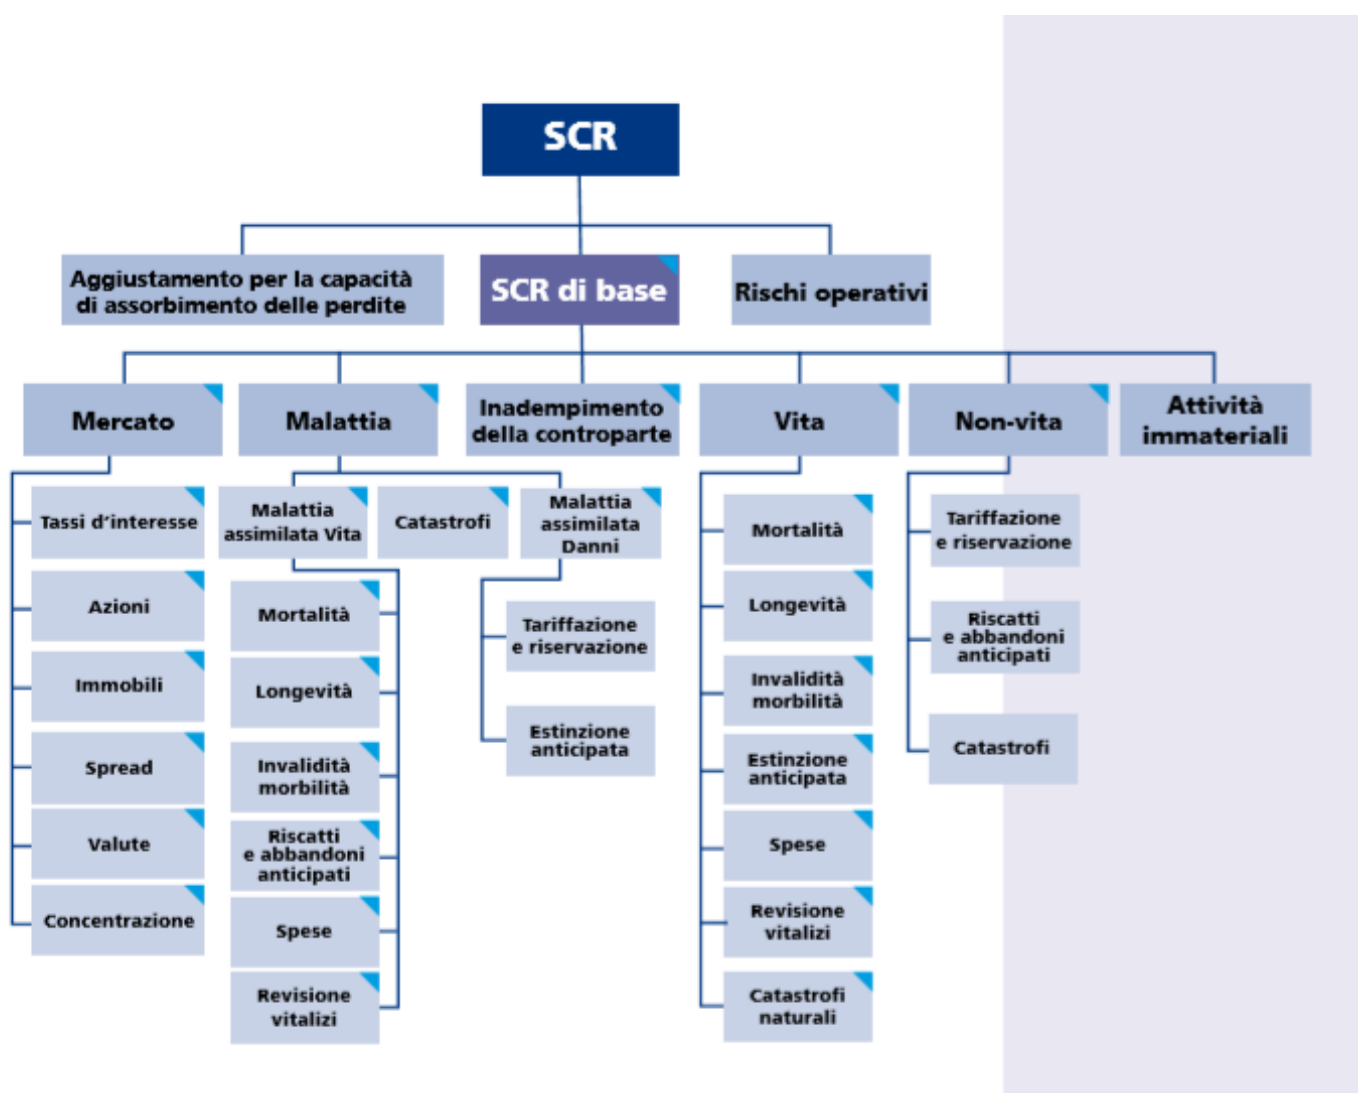 SCR
Aggiustamento per la capacità
di assorbimento delle perdite
SCR di base
Rischi operativi
Mercato
Malattia
Inadempimento
della controparte
Vita
Non-vita
Attività
immateriali
Tassi d'interesse
Azioni
Immobili
Spread
Valute
Concentrazione
Malattia
assimilata Vita
Mortalità
Longevità
Invalidità
morbilità
Riscatti
e abbandoni
anticipati
Spese
Revisione
vitalizi
Catastrofi
Malattia
assimilata
Danni
Tariffazione
e riservazione
Estinzione
anticipata
Mortalità
Longevità
Invalidità
morbilità
Estinzione
anticipata
Spese
Revisione
vitalizi
Catastrofi
naturali
Tariffazione
e riservazione
Riscatti
e abbandoni
anticipati
Catastrofi